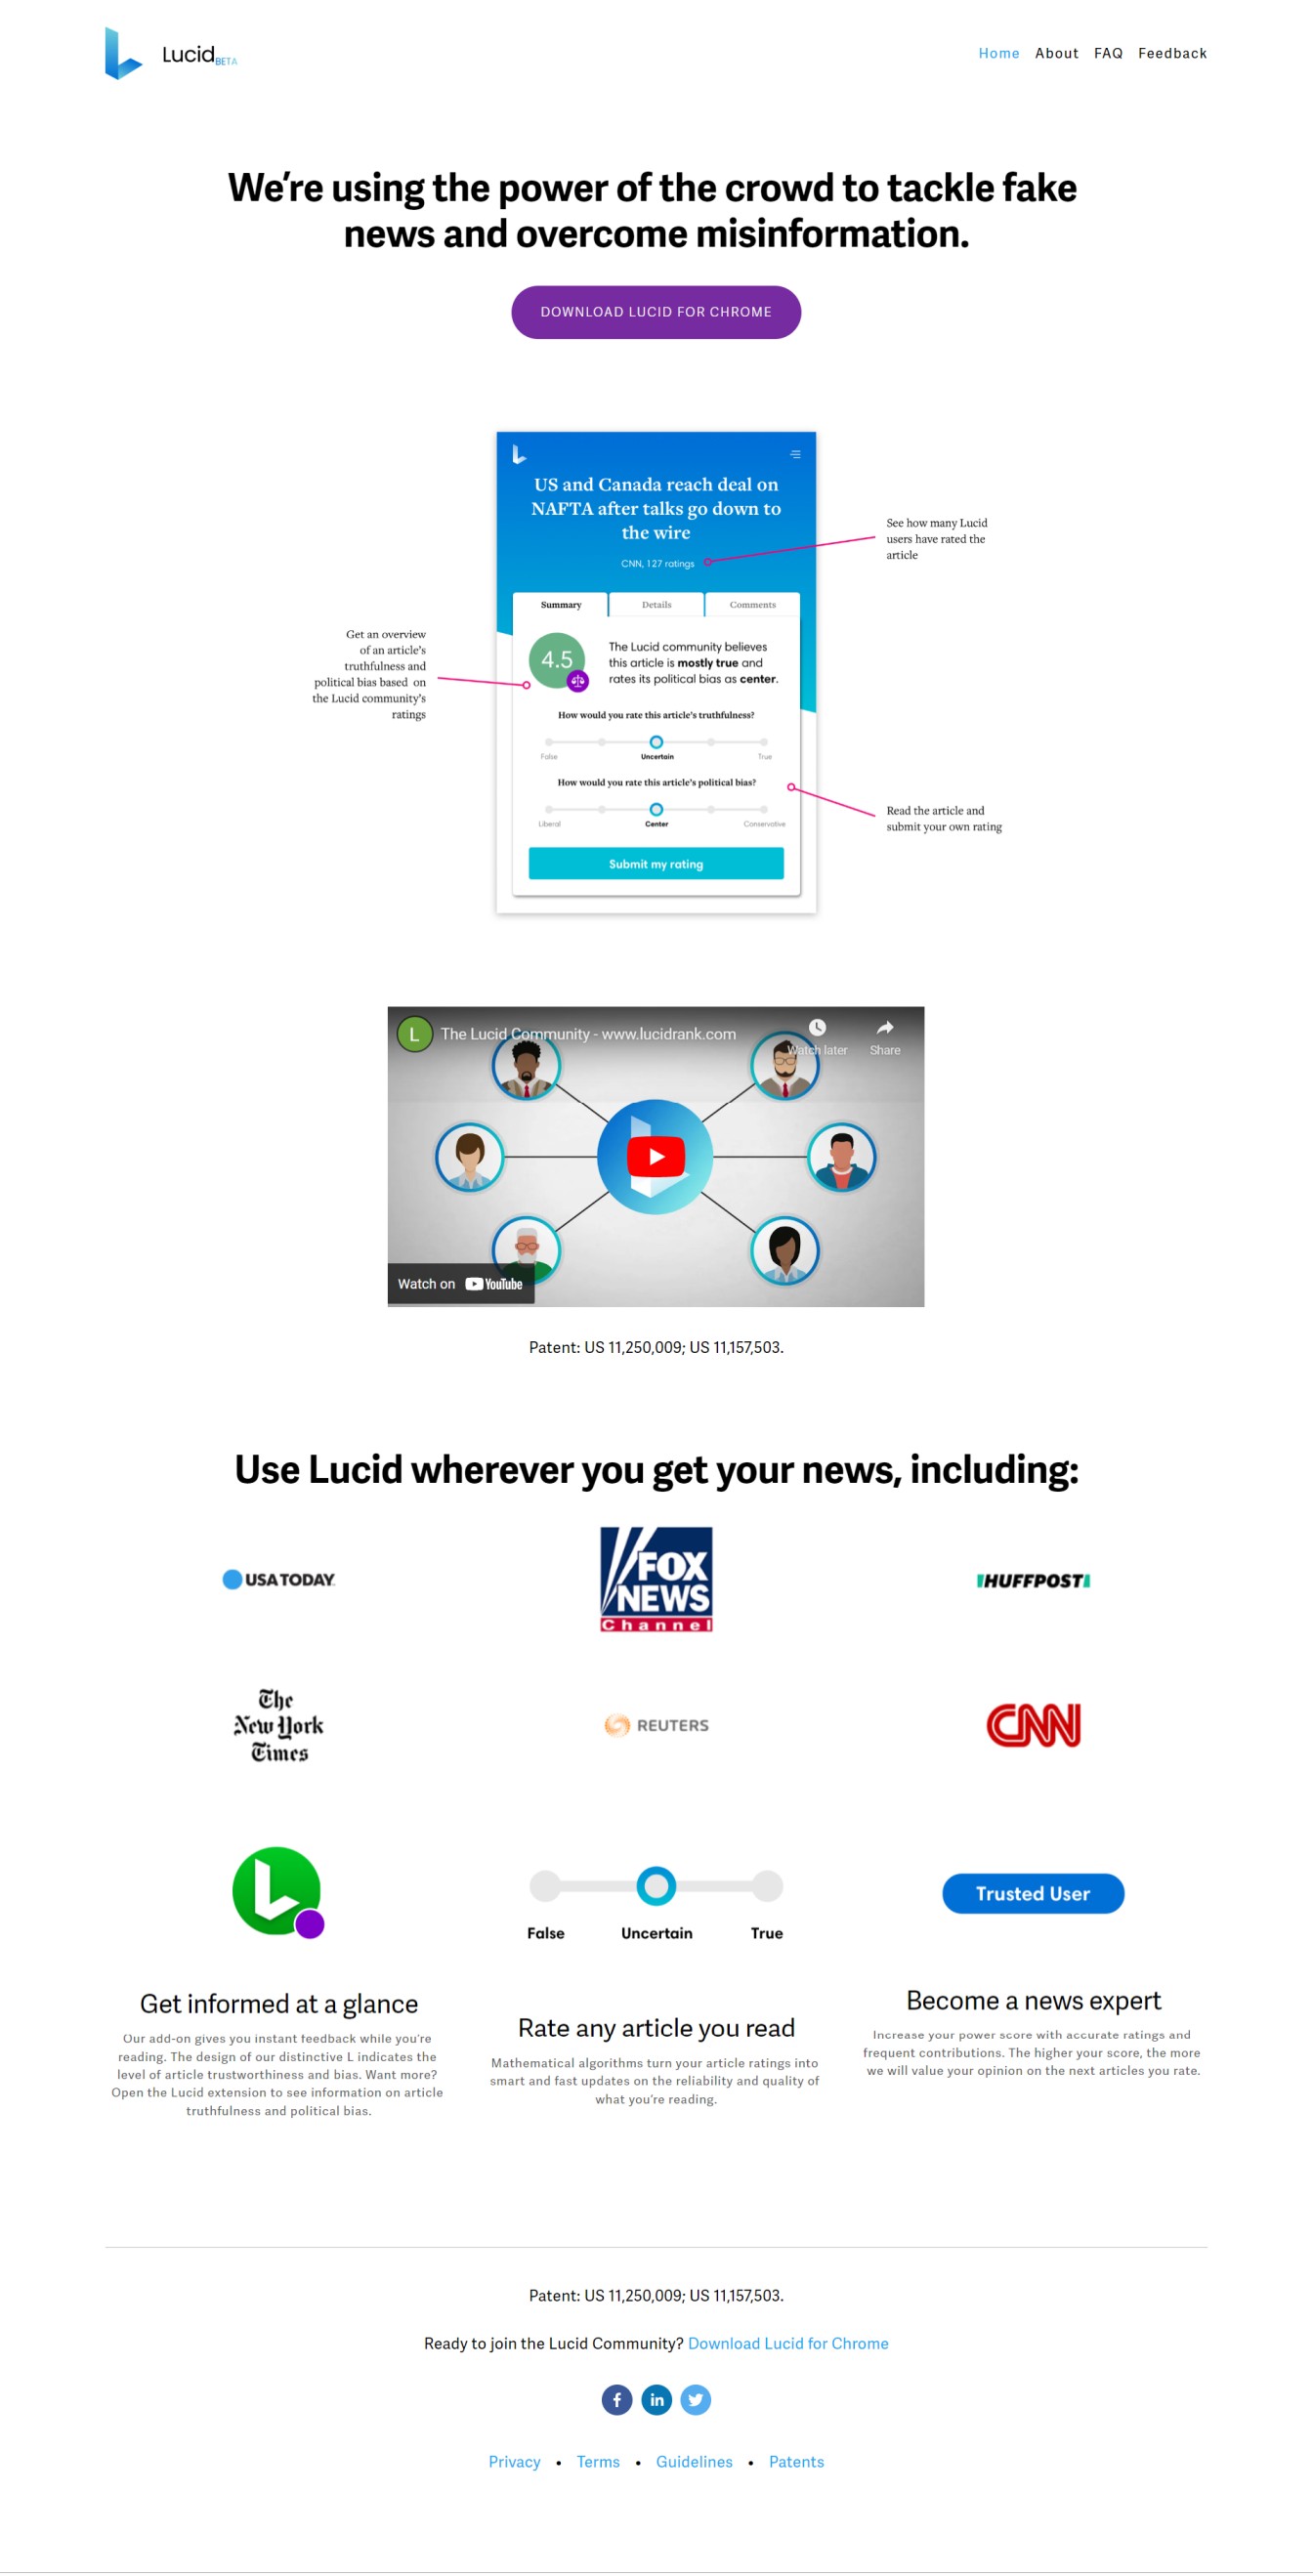 Lucid BETA
Home About FAQ Feedback
We're using the power of the crowd to tackle fake
news and overcome misinformation.
DOWNLOAD LUCID FOR CHROME
US and Canada reach deal on
NAFTA after talks go down to
the wire
CNN, 127 ratings
See how many Lucid
users have rated the
article
Summary Details Comments
Get an overview
of an article's
truthfulness and
political bias based on
the Lucid community's
ratings
4.5
The Lucid community believes
this article is mostly true and
rates its political bias as center.
How would you rate this article's truthfulness?
False Uncertain True
How would you rate this article's political bias?
Liberal Center Conservative
Read the article and
submit your own rating
Submit my rating
L The Lucid Community - www.lucidrank.com
Watch later Share
Watch on YouTube
Patent: US 11,250,009; US 11,157,503.
Use Lucid wherever you get your news, including:
USA TODAY
FOX
NEWS
Channel
HUFFPOST
The
New York
Times
REUTERS
CNN
False Uncertain True
Trusted User
Get informed at a glance
Our add-on gives you instant feedback while you're
reading. The design of our distinctive L indicates the
level of article trustworthiness and bias. Want more?
Open the Lucid extension to see information on article
truthfulness and political bias.
Rate any article you read
Mathematical algorithms turn your article ratings into
smart and fast updates on the reliability and quality of
what you're reading.
Become a news expert
Increase your power score with accurate ratings and
frequent contributions. The higher your score, the more
we will value your opinion on the next articles you rate.
Patent: US 11,250,009; US 11,157,503.
Ready to join the Lucid Community? Download Lucid for Chrome
Privacy • Terms • Guidelines • Patents